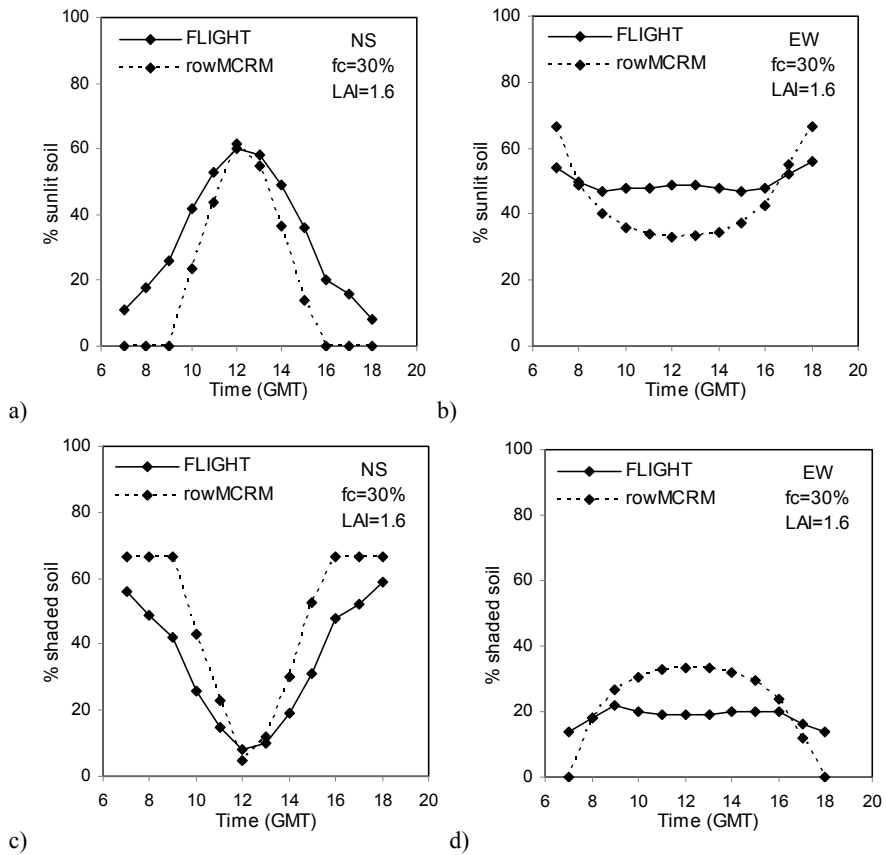 100
80
60
40
20
0
% sunlit soil
FLIGHT
rowMCRM
NS
fc=30%
LAI=1.6
6 8 10 12 14 16 18 20
Time (GMT)
a)
100
80
60
40
20
0
% sunlit soil
FLIGHT
rowMCRM
EW
fc=30%
LAI=1.6
6 8 10 12 14 16 18 20
Time (GMT)
b)
100
80
60
40
20
0
% shaded soil
FLIGHT
rowMCRM
NS
fc=30%
LAI=1.6
6 8 10 12 14 16 18 20
Time (GMT)
c)
100
80
60
40
20
0
% shaded soil
FLIGHT
rowMCRM
EW
fc=30%
LAI=1.6
6 8 10 12 14 16 18 20
Time (GMT)
d)